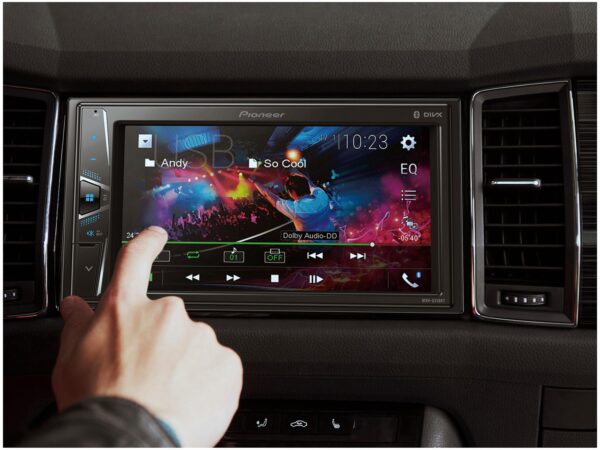 Pioneer
DIVX
USB
10:23
Andy
So Cool
EQ
Dolby Audio-DD
-05'40"
01
OFF